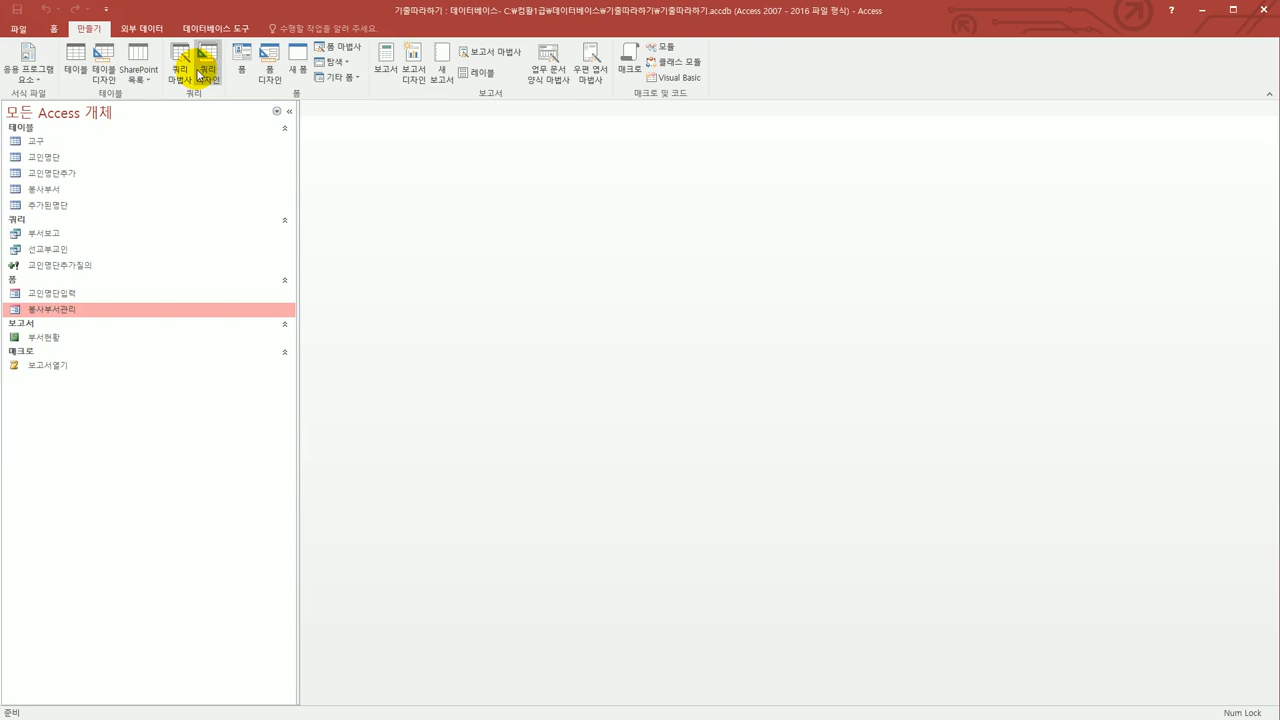 기출따라하기 : 데이터베이스- C:₩컴활1급₩데이터베이스₩기출따라하기₩기출따라하기.accdb (Access 2007 - 2016 파일 형식) - Access
파일 홈 만들기 외부 데이터 데이터베이스 도구 수행할 작업을 알려 주세요.
응용 프로그램 요소
테이블
테이블 디자인
SharePoint 목록
쿼리 마법사
쿼리 디자인
폼
폼 디자인
새 폼
폼 마법사
탐색
기타 폼
보고서
보고서 디자인
새 보고서
보고서 마법사
레이블
업무 문서 양식 마법사
우편 엽서 마법사
매크로
모듈
클래스 모듈
Visual Basic
서식 파일 테이블 쿼리 폼 보고서 매크로 및 코드
모든 Access 개체
테이블
교구
교인명단
교인명단추가
봉사부서
추가된명단
쿼리
부서보고
선교부교인
교인명단추가질의
폼
교인명단입력
봉사부서관리
보고서
부서현황
매크로
보고서열기
준비 Num Lock